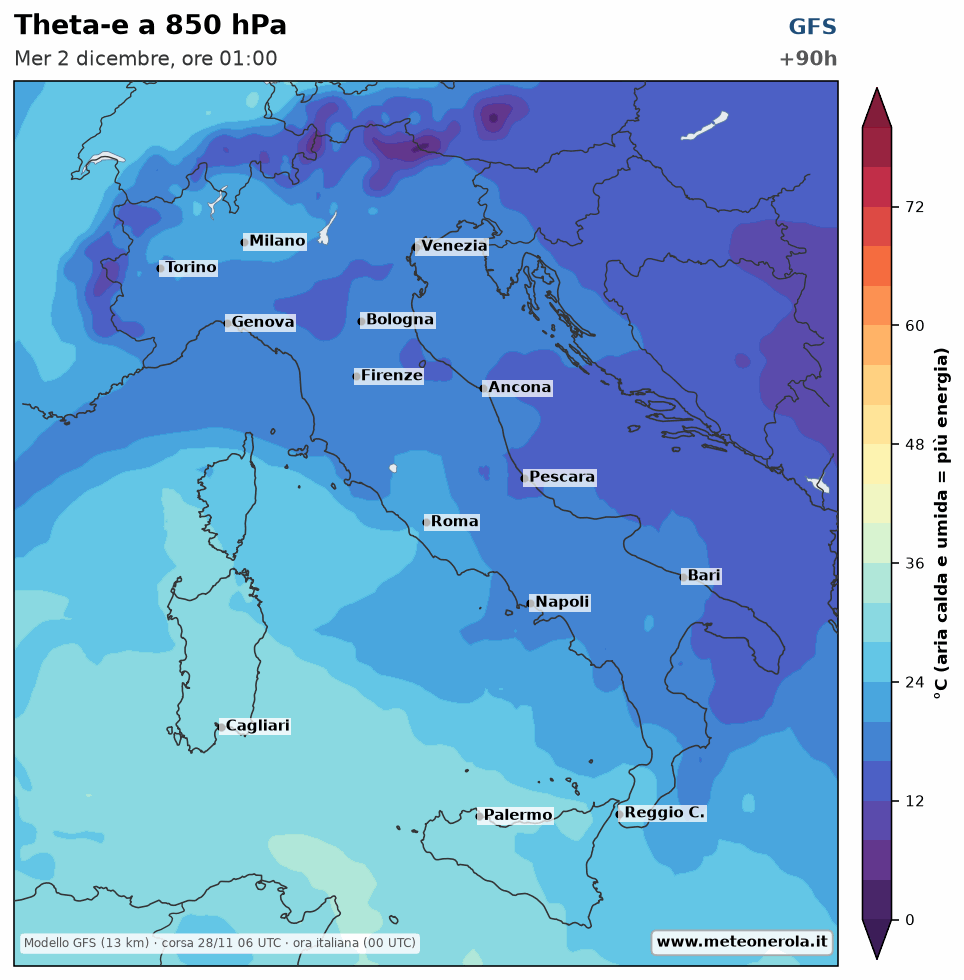 Theta-e a 850 hPa
GFS
Mer 2 dicembre, ore 01:00
+90h
Milano
Venezia
Torino
Genova
Bologna
Firenze
Ancona
Pescara
Roma
Bari
Napoli
Cagliari
Palermo
Reggio C.
72
60
48
36
24
12
0
°C (aria calda e umida = più energia)
Modello GFS (13 km) · corsa 28/11 06 UTC · ora italiana (00 UTC)
www.meteonerola.it